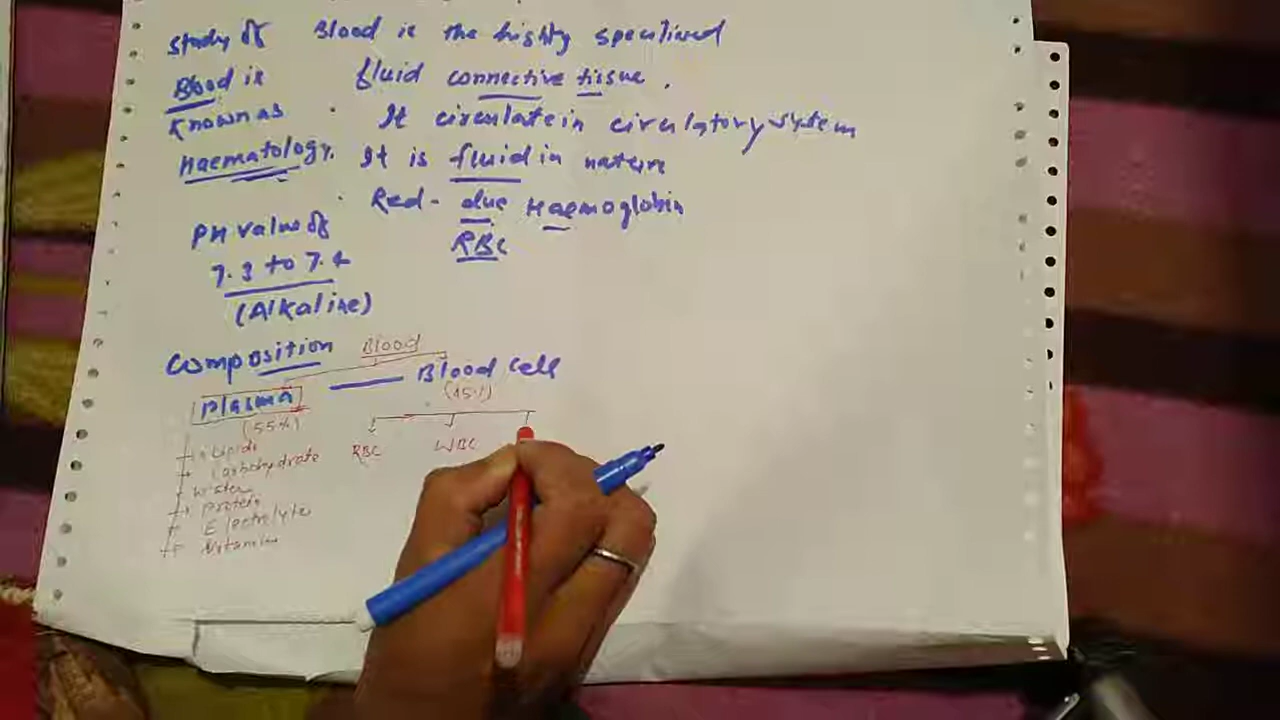 Study of
Blood is
known as
Haematology.
Blood is the highly specilized
fluid connective tissue.
It circulate in circulatory system
It is fluid in nature
Red - due Haemoglobin
RBC
PH value of
7.3 to 7.4
(Alkaline)
Composition
Blood
Plasma
(55%)
Lipids
Carbohydrate
Water
Protein
Electrolyte
Vitamins
Blood Cell
(45%)
RBC
WBC